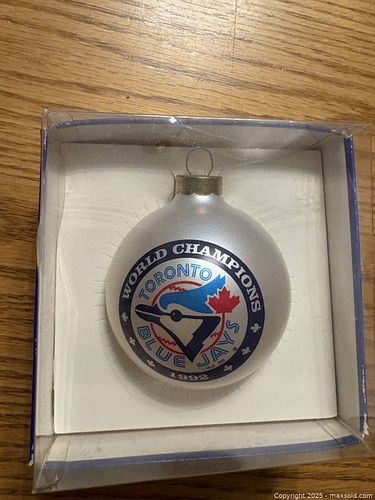 WORLD CHAMPIONS
TORONTO
BLUE JAYS
1992
Copyright 2025 - maxsold.com